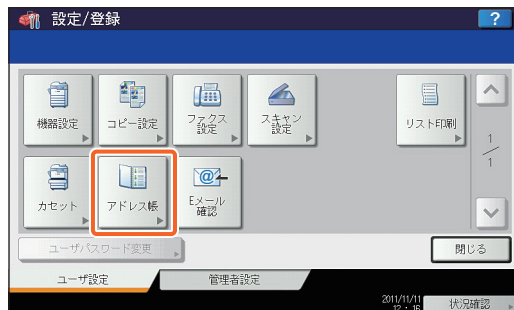 設定/登録
?
機器設定
コピー設定
ファクス
設定
スキャン
設定
リスト印刷
1
1
カセット
アドレス帳
Eメール
確認
ユーザパスワード変更
閉じる
ユーザ設定
管理者設定
2011/11/11
12:16
状況確認